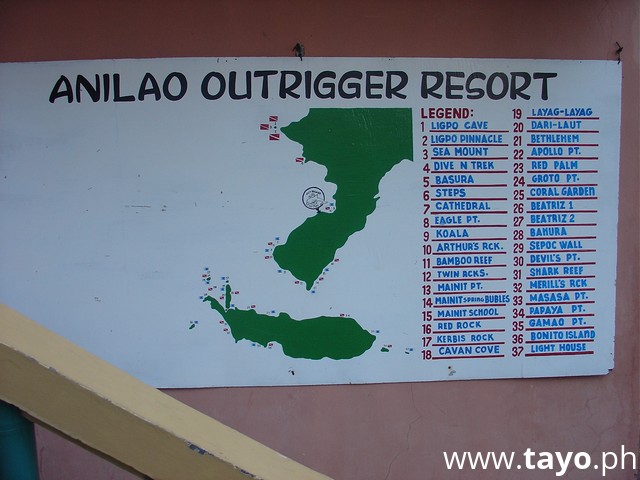 ANILAO OUTRIGGER RESORT
LEGEND:
1 LIGPO CAVE
2 LIGPO PINNACLE
3 SEA MOUNT
4 DIVE N TREK
5 BASURA
6 STEPS
7 CATHEDRAL
8 EAGLE PT.
9 KOALA
10 ARTHUR'S RCK.
11 BAMBOO REEF
12 TWIN RCKS.
13 MAINIT PT.
14 MAINIT SPRING BUBLES
15 MAINIT SCHOOL
16 RED ROCK
17 KERBIS ROCK
18 CAVAN COVE
19 LAYAG-LAYAG
20 DARI-LAUT
21 BETHLEHEM
22 APOLLO PT.
23 RED PALM
24 GROTO PT.
25 CORAL GARDEN
26 BEATRIZ 1
27 BEATRIZ 2
28 BAHURA
29 SEPOC WALL
30 DEVIL'S PT.
31 SHARK REEF
32 MERILL'S RCK
33 MASASA PT.
34 PAPAYA PT.
35 GAMAO PT.
36 BONITO ISLAND
37 LIGHT HOUSE
www.tayo.ph